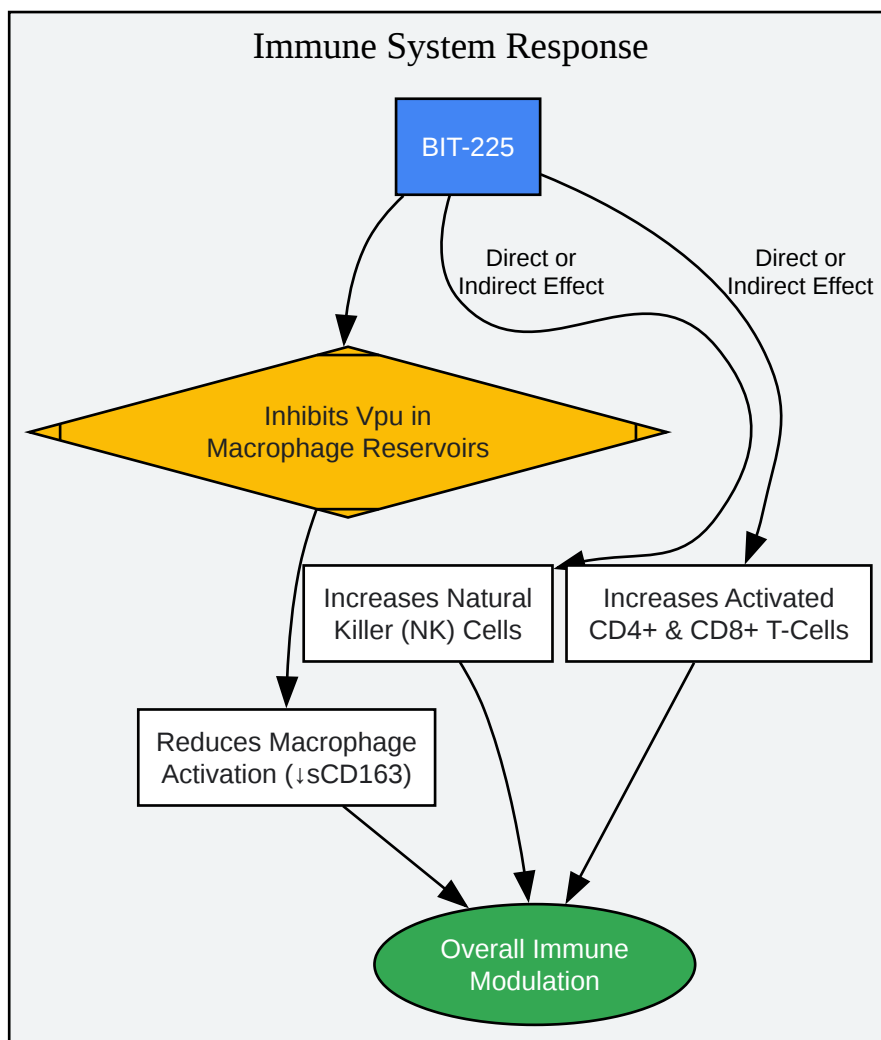 Immune System Response
BIT-225
Direct or
Indirect Effect
Direct or
Indirect Effect
Inhibits Vpu in
Macrophage Reservoirs
Increases Natural
Killer (NK) Cells
Increases Activated
CD4+ & CD8+ T-Cells
Reduces Macrophage
Activation (↓sCD163)
Overall Immune
Modulation